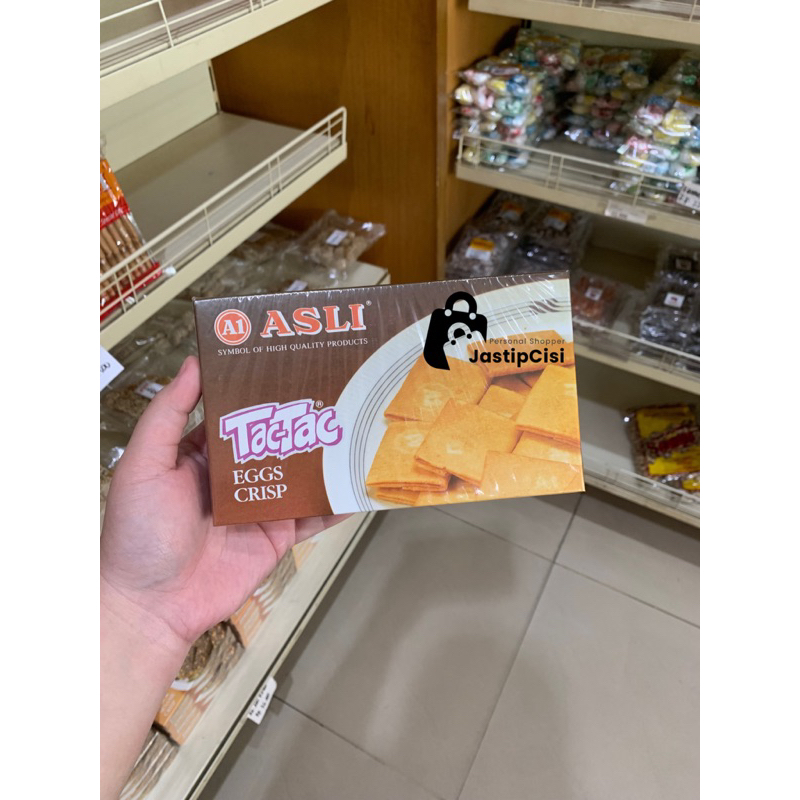 A1 ASLI®
SYMBOL OF HIGH QUALITY PRODUCTS
Personal Shopper
JastipCisi
TacTac®
EGGS
CRISP